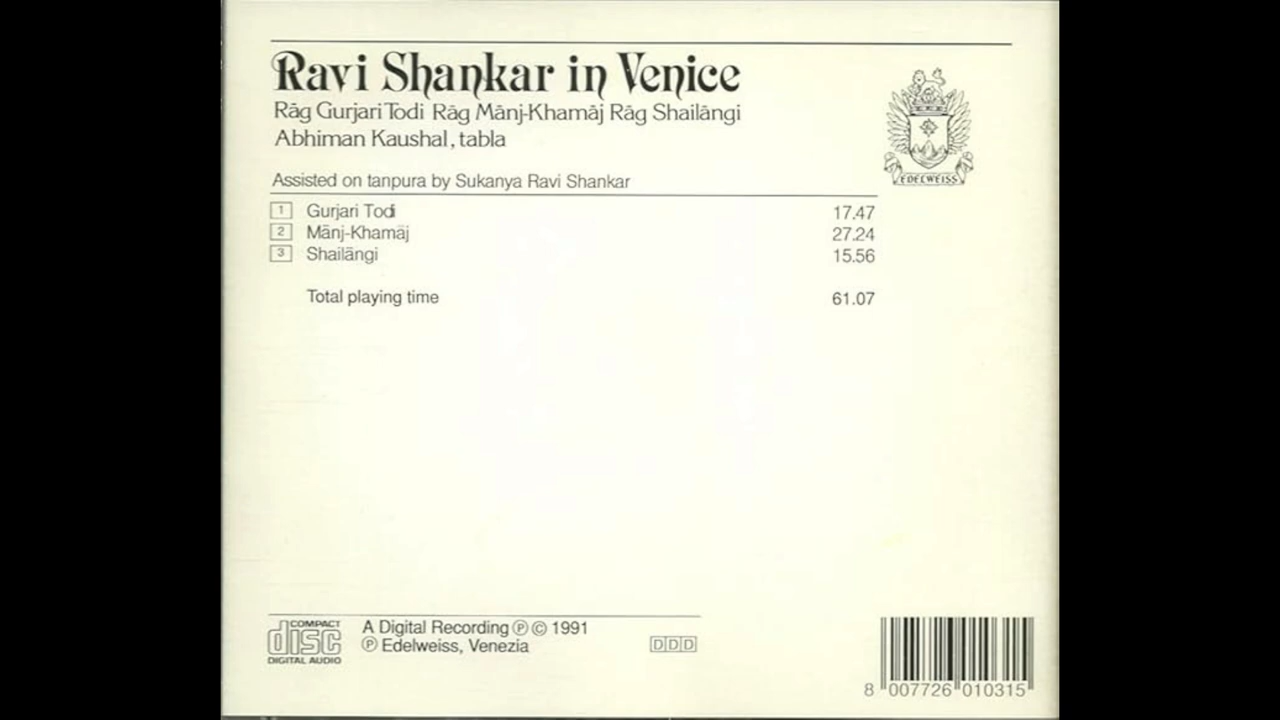 Ravi Shankar in Venice
Rāg Gurjari Todi Rāg Mānj-Khamāj Rāg Shailāngi
Abhiman Kaushal, tabla
EDELWEISS
Assisted on tanpura by Sukanya Ravi Shankar
1 Gurjari Todi 17.47
2 Mānj-Khamāj 27.24
3 Shailāngi 15.56
Total playing time 61.07
COMPACT
disc
DIGITAL AUDIO
A Digital Recording ℗ © 1991
℗ Edelweiss, Venezia
DDD
8 007726 010315